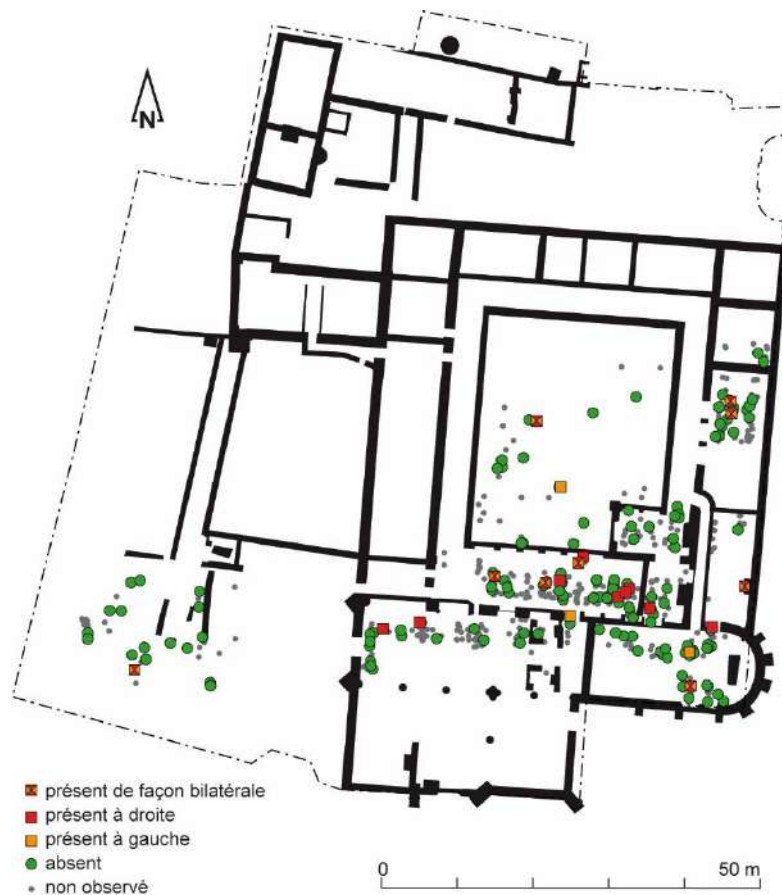 N
présent de façon bilatérale
présent à droite
présent à gauche
absent
non observé
0 50 m